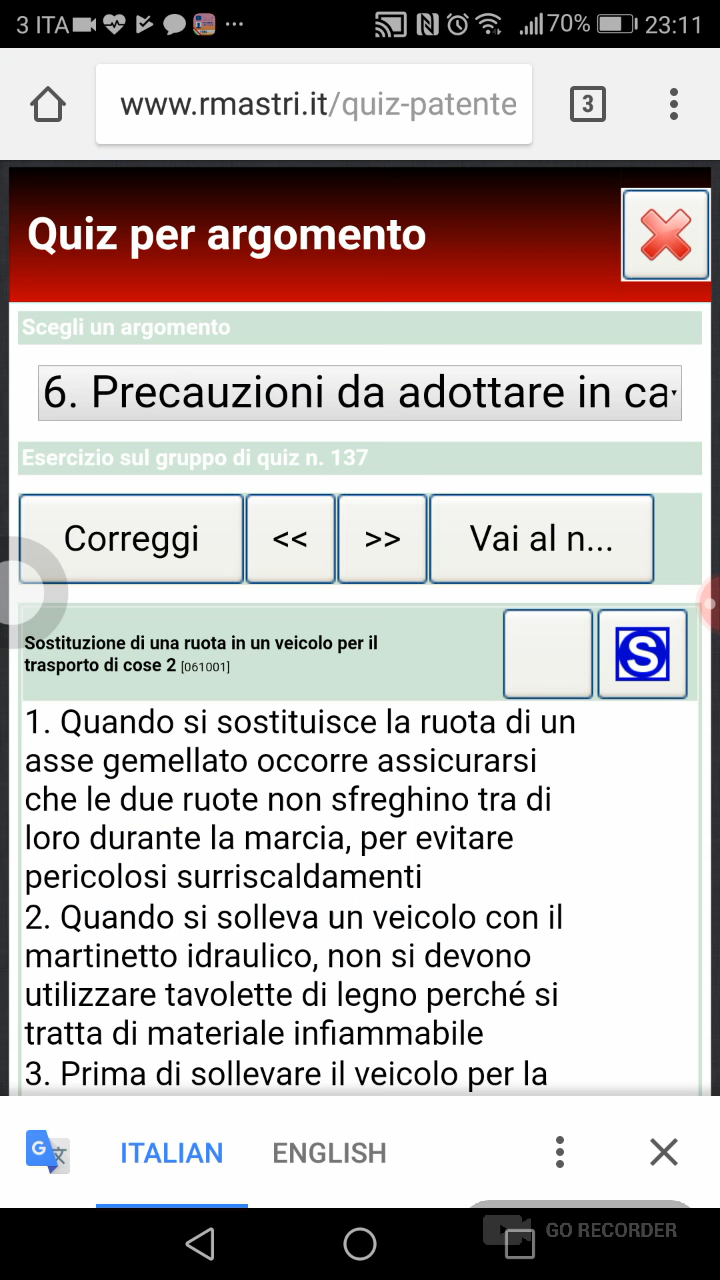 3 ITA ... 70% 23:11
www.rmastri.it/quiz-patente 3
Quiz per argomento
Scegli un argomento
6. Precauzioni da adottare in ca
Esercizio sul gruppo di quiz n. 137
Correggi << >> Vai al n...
Sostituzione di una ruota in un veicolo per il
trasporto di cose 2 [061001]
S
1. Quando si sostituisce la ruota di un
asse gemellato occorre assicurarsi
che le due ruote non sfreghino tra di
loro durante la marcia, per evitare
pericolosi surriscaldamenti
2. Quando si solleva un veicolo con il
martinetto idraulico, non si devono
utilizzare tavolette di legno perché si
tratta di materiale infiammabile
3. Prima di sollevare il veicolo per la
G ITALIAN ENGLISH
GO RECORDER